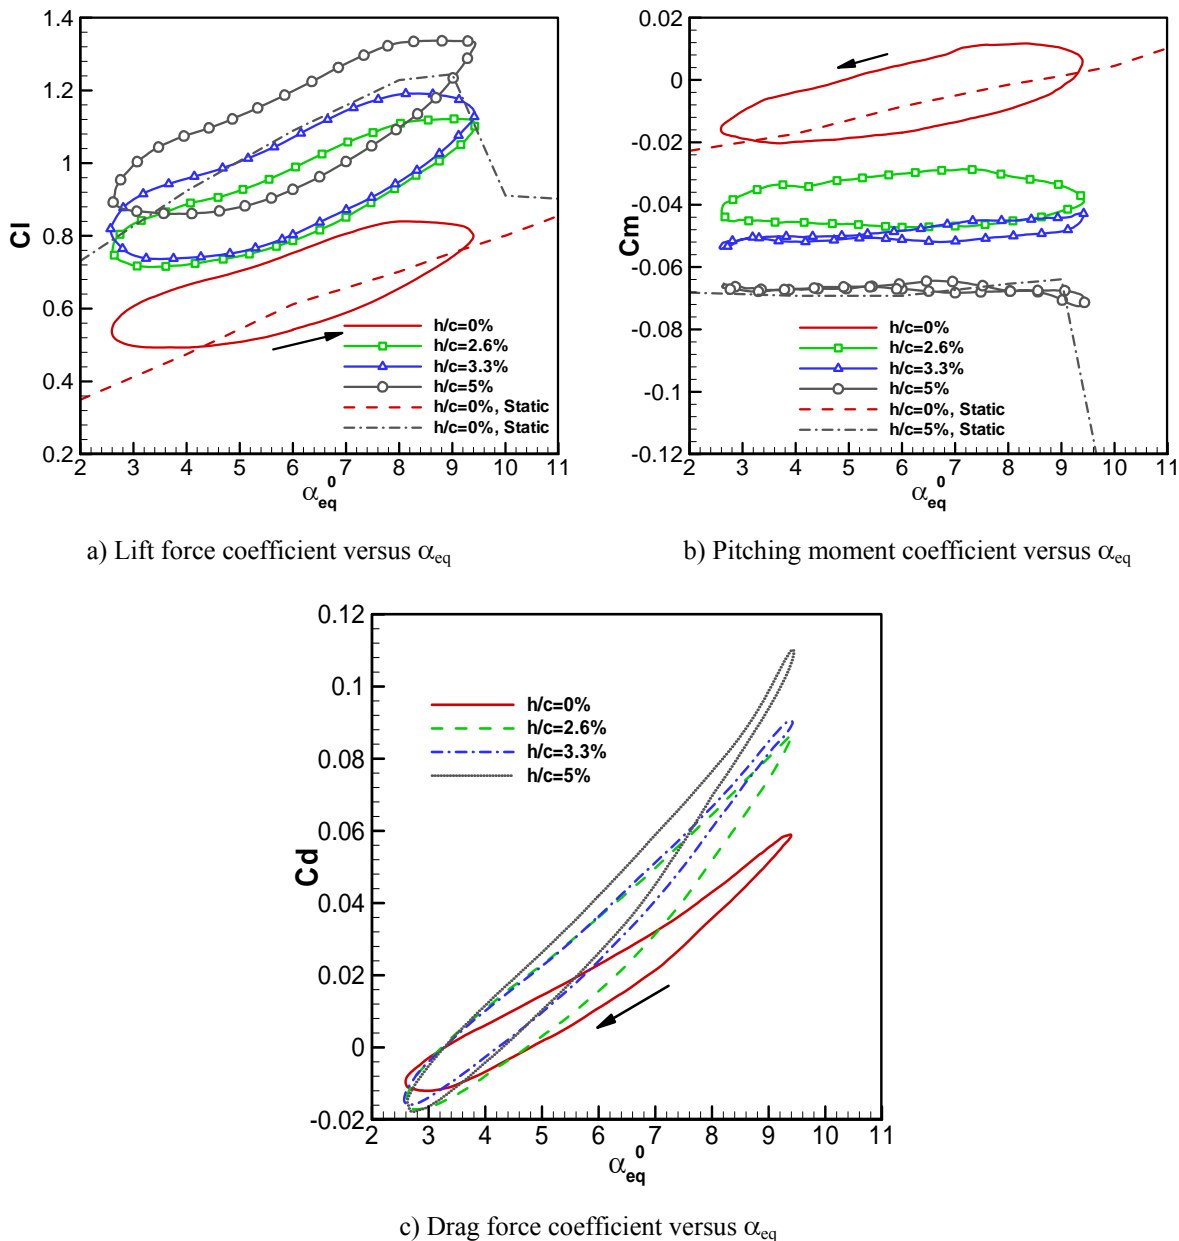 1.4
1.2
1
0.8
0.6
0.4
0.2
Cl
2 3 4 5 6 7 8 9 10 11
αeq0
h/c=0%
h/c=2.6%
h/c=3.3%
h/c=5%
h/c=0%, Static
h/c=0%, Static
a) Lift force coefficient versus αeq
0.02
0
-0.02
-0.04
-0.06
-0.08
-0.1
-0.12
Cm
2 3 4 5 6 7 8 9 10 11
αeq0
h/c=0%
h/c=2.6%
h/c=3.3%
h/c=5%
h/c=0%, Static
h/c=5%, Static
b) Pitching moment coefficient versus αeq
0.12
0.1
0.08
0.06
0.04
0.02
0
-0.02
Cd
2 3 4 5 6 7 8 9 10 11
αeq0
h/c=0%
h/c=2.6%
h/c=3.3%
h/c=5%
c) Drag force coefficient versus αeq